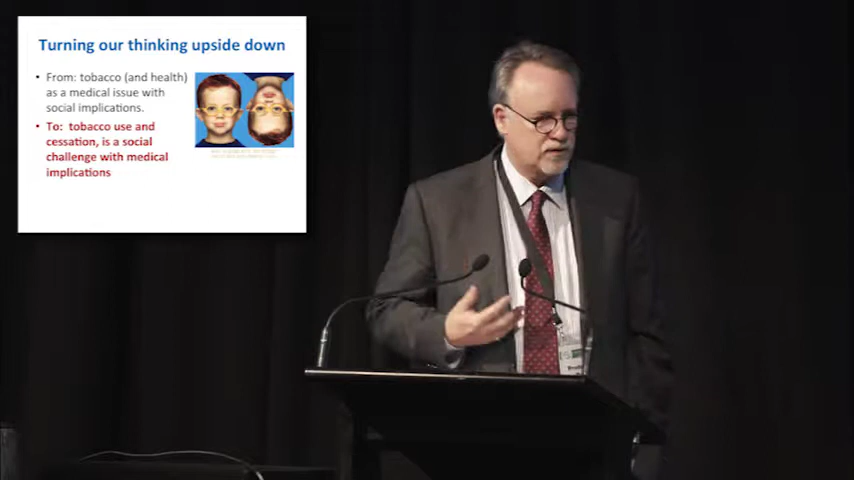 Turning our thinking upside down
• From: tobacco (and health)
as a medical issue with
social implications.
• To:  tobacco use and
cessation, is a social
challenge with medical
implications